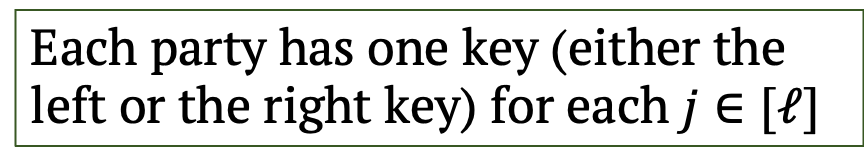 Each party has one key (either the
left or the right key) for each j ∈ [ℓ]